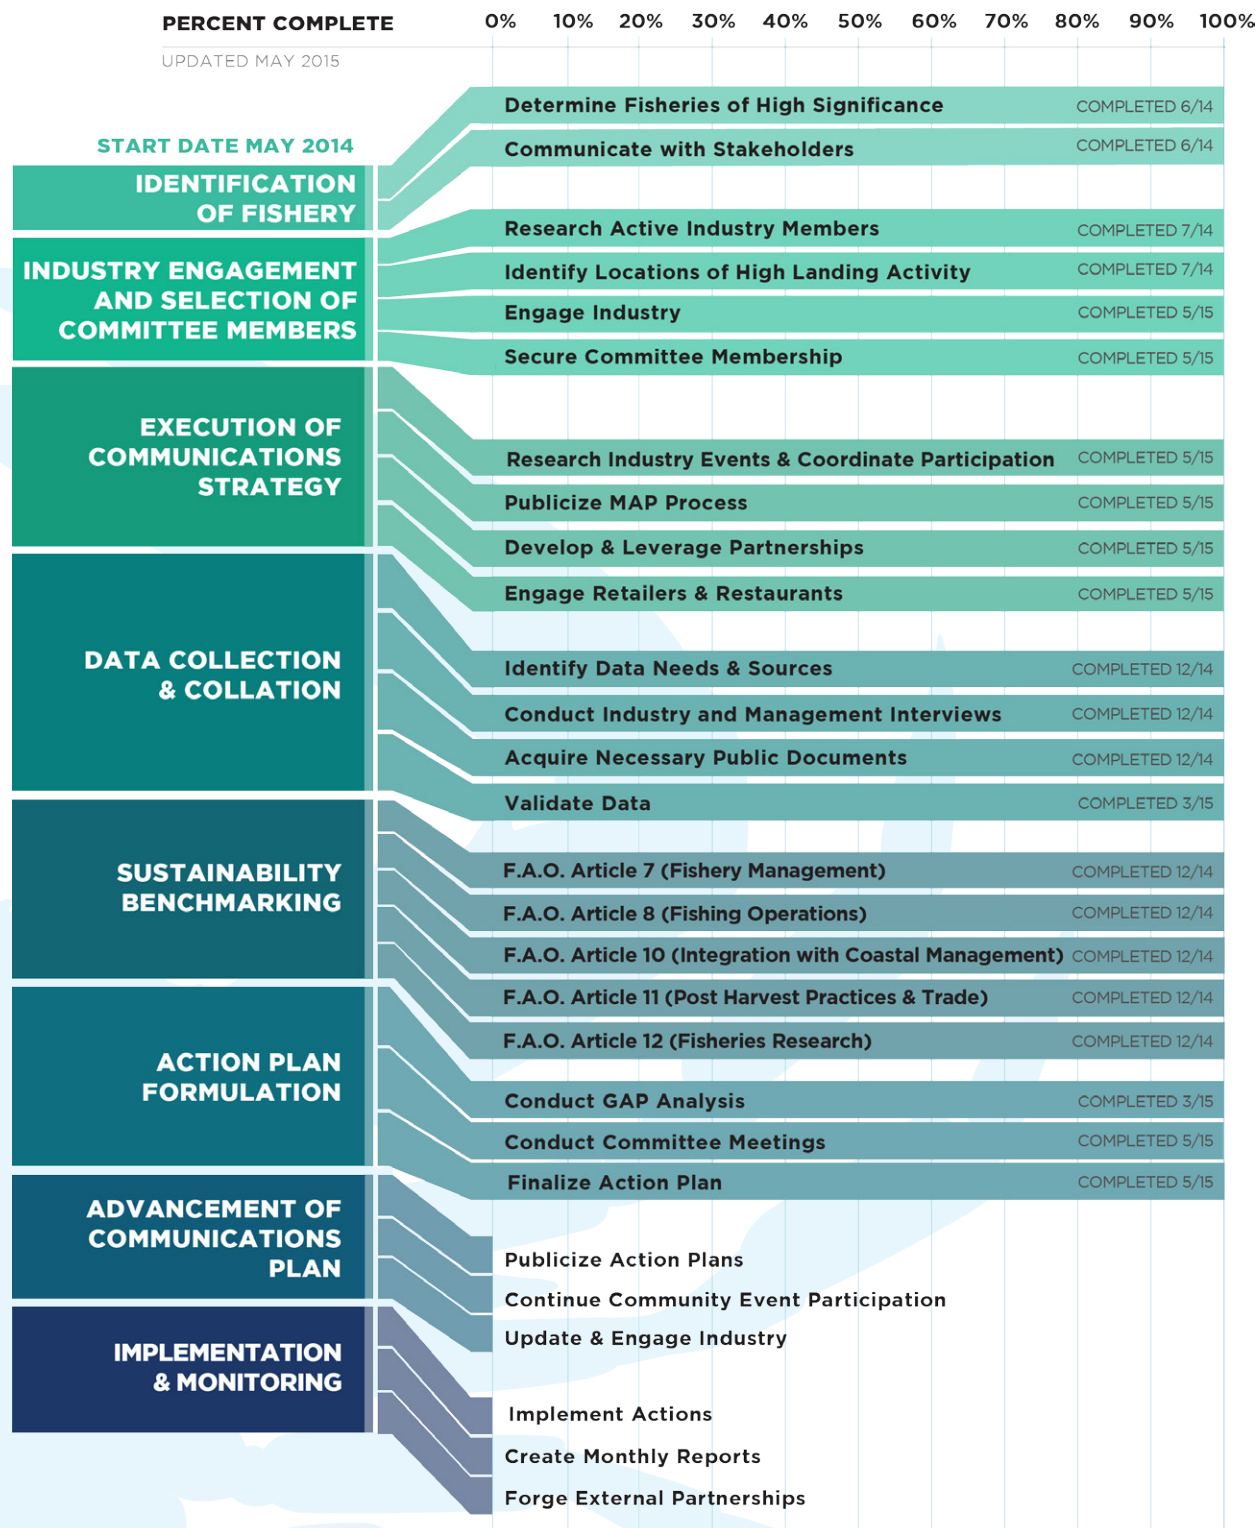 PERCENT COMPLETE 0% 10% 20% 30% 40% 50% 60% 70% 80% 90% 100%
UPDATED MAY 2015
START DATE MAY 2014
IDENTIFICATION
OF FISHERY
Determine Fisheries of High Significance COMPLETED 6/14
Communicate with Stakeholders COMPLETED 6/14
INDUSTRY ENGAGEMENT
AND SELECTION OF
COMMITTEE MEMBERS
Research Active Industry Members COMPLETED 7/14
Identify Locations of High Landing Activity COMPLETED 7/14
Engage Industry COMPLETED 5/15
Secure Committee Membership COMPLETED 5/15
EXECUTION OF
COMMUNICATIONS
STRATEGY
Research Industry Events & Coordinate Participation COMPLETED 5/15
Publicize MAP Process COMPLETED 5/15
Develop & Leverage Partnerships COMPLETED 5/15
Engage Retailers & Restaurants COMPLETED 5/15
DATA COLLECTION
& COLLATION
Identify Data Needs & Sources COMPLETED 12/14
Conduct Industry and Management Interviews COMPLETED 12/14
Acquire Necessary Public Documents COMPLETED 12/14
Validate Data COMPLETED 3/15
SUSTAINABILITY
BENCHMARKING
F.A.O. Article 7 (Fishery Management) COMPLETED 12/14
F.A.O. Article 8 (Fishing Operations) COMPLETED 12/14
F.A.O. Article 10 (Integration with Coastal Management) COMPLETED 12/14
F.A.O. Article 11 (Post Harvest Practices & Trade) COMPLETED 12/14
F.A.O. Article 12 (Fisheries Research) COMPLETED 12/14
ACTION PLAN
FORMULATION
Conduct GAP Analysis COMPLETED 3/15
Conduct Committee Meetings COMPLETED 5/15
Finalize Action Plan COMPLETED 5/15
ADVANCEMENT OF
COMMUNICATIONS
PLAN
Publicize Action Plans
Continue Community Event Participation
Update & Engage Industry
IMPLEMENTATION
& MONITORING
Implement Actions
Create Monthly Reports
Forge External Partnerships